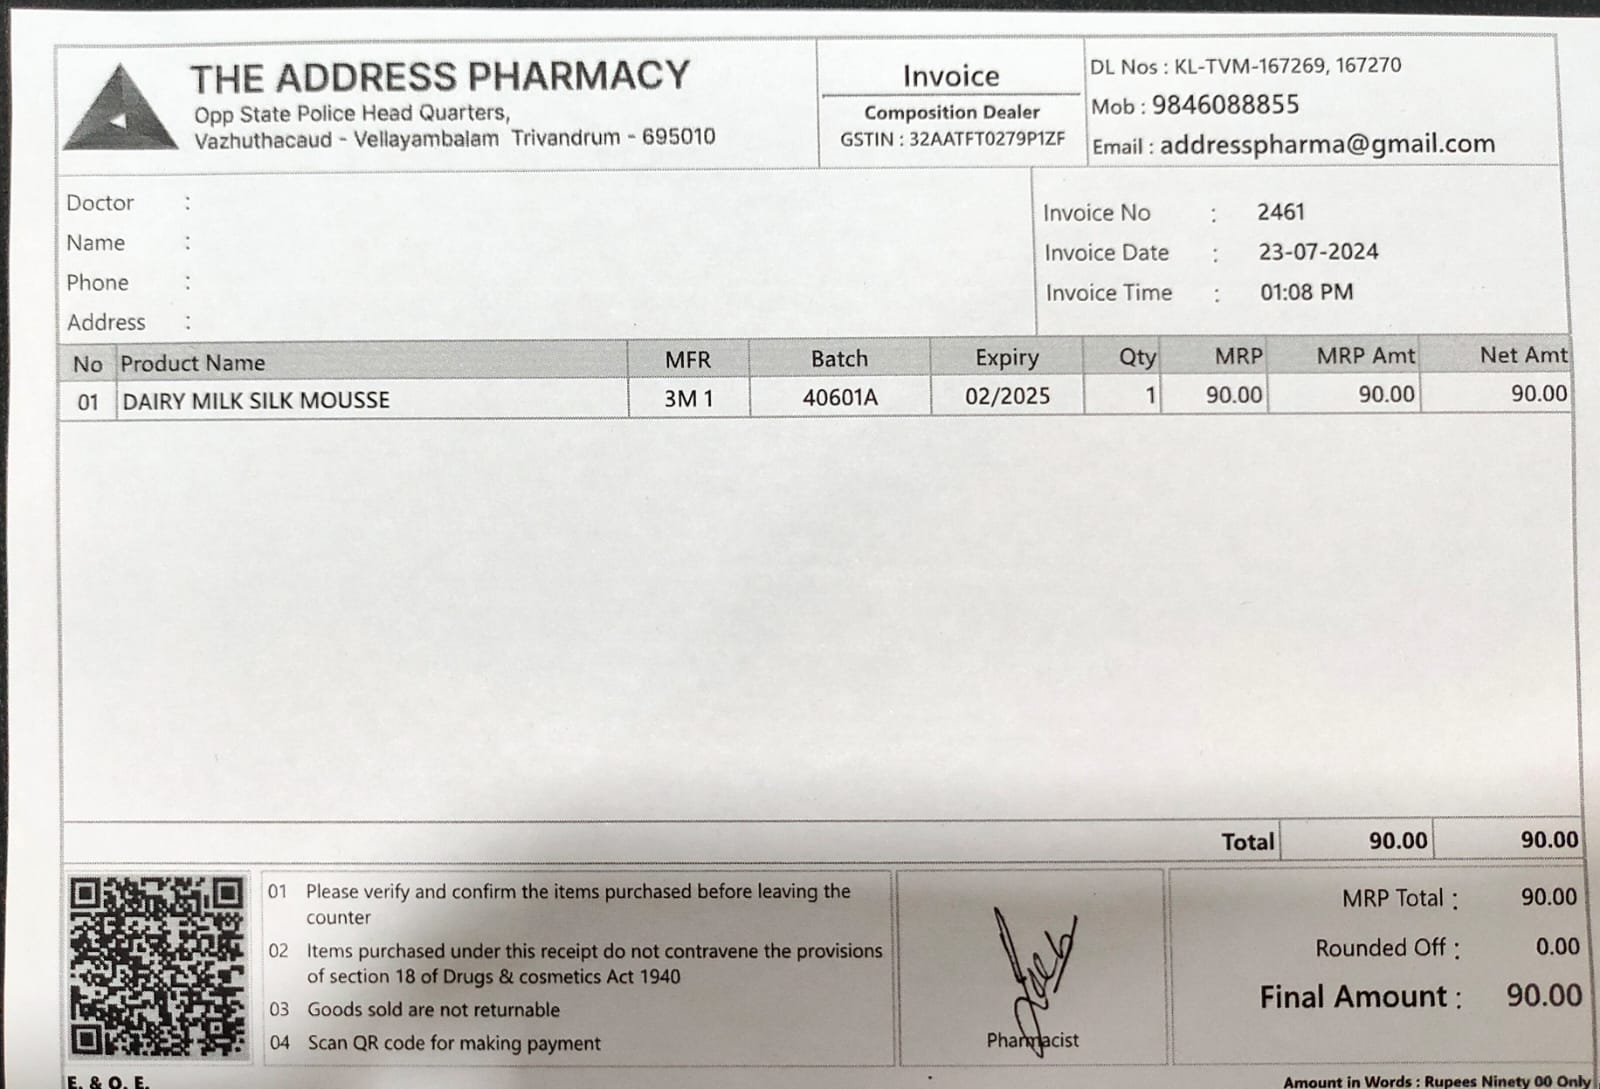 THE ADDRESS PHARMACY
Opp State Police Head Quarters,
Vazhuthacaud - Vellayambalam Trivandrum - 695010
Invoice
Composition Dealer
GSTIN : 32AATFT0279P1ZF
DL Nos : KL-TVM-167269, 167270
Mob : 9846088855
Email : addresspharma@gmail.com
Doctor :
Name :
Phone :
Address :
Invoice No : 2461
Invoice Date : 23-07-2024
Invoice Time : 01:08 PM
No Product Name MFR Batch Expiry Qty MRP MRP Amt Net Amt
01 DAIRY MILK SILK MOUSSE 3M 1 40601A 02/2025 1 90.00 90.00 90.00
Total 90.00 90.00
01 Please verify and confirm the items purchased before leaving the
counter
02 Items purchased under this receipt do not contravene the provisions
of section 18 of Drugs & cosmetics Act 1940
03 Goods sold are not returnable
04 Scan QR code for making payment
Pharmacist
MRP Total : 90.00
Rounded Off : 0.00
Final Amount : 90.00
E. & O. E.
Amount in Words : Rupees Ninety 00 Only